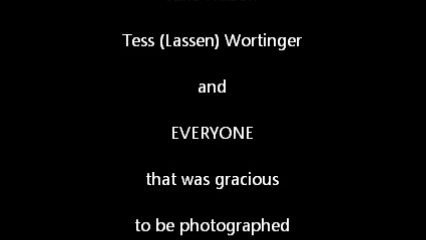 Tess (Lassen) Wortinger
and
EVERYONE
that was gracious
to be photographed